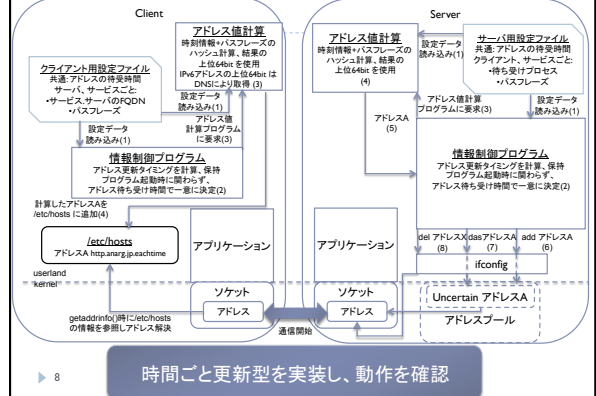 Client
Server
アドレス値計算
時刻情報+パスフレーズの
ハッシュ計算、結果の
上位64bit を使用
IPv6アドレスの上位64bit は
DNSにより取得 (3)
クライアント用設定ファイル
共通: アドレスの待受時間
サーバ、サービスごと:
•サービス.サーバのFQDN
•パスフレーズ
設定データ
読み込み(1)
設定データ
読み込み(1)
アドレス値
計算プログラム
に要求(3)
情報制御プログラム
アドレス更新タイミングを計算、保持
プログラム起動時に関わらず、
アドレス待ち受け時間で一意に決定(2)
計算したアドレスAを
/etc/hosts に追加(4)
/etc/hosts
アドレスA http.anarg.jp.eachtime
userland
kernel
getaddrinfo()時に/etc/hosts
の情報を参照しアドレス解決
アプリケーション
ソケット
アドレス
通信開始
アドレス値計算
時刻情報+パスフレーズの
ハッシュ計算、結果の
上位64bit を使用
(4)
設定データ
読み込み(1)
サーバ用設定ファイル
共通: アドレスの待受時間
クライアント、サービスごと:
•待ち受けプロセス
•パスフレーズ
アドレスA
(5)
アドレス値計算
プログラムに要求(3)
設定データ
読み込み(1)
情報制御プログラム
アドレス更新タイミングを計算、保持
プログラム起動時に関わらず、
アドレス待ち受け時間で一意に決定(2)
del アドレスX
(8)
dasアドレスA
(7)
add アドレスA
(6)
ifconfig
アプリケーション
ソケット
アドレス
Uncertain アドレスA
アドレスプール
8
時間ごと更新型を実装し、動作を確認